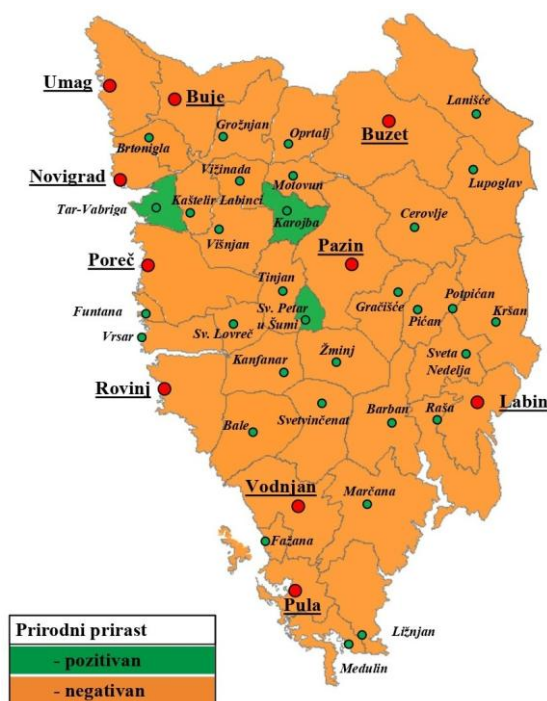 Umag
Buje
Grožnjan
Oprtalj
Buzet
Lanišće
Brtonigla
Novigrad
Vižinada
Motovun
Lupoglav
Tar-Vabriga
Kaštelir Labinci
Karojba
Cerovlje
Višnjan
Poreč
Pazin
Tinjan
Funtana
Sv. Petar
u Šumi
Gračišće
Potpićan
Pićan
Kršan
Vrsar
Sv. Lovreč
Kanfanar
Žminj
Sveta
Nedelja
Rovinj
Labin
Bale
Svetvinčenat
Barban
Raša
Vodnjan
Marčana
Fažana
Pula
Ližnjan
Medulin
Prirodni prirast
- pozitivan
- negativan